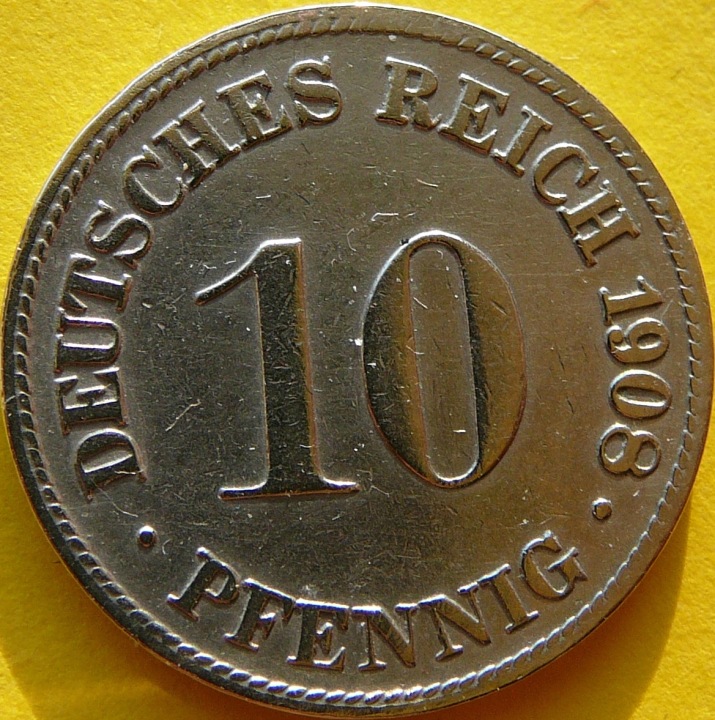 DEUTSCHES REICH 1908
10
· PFENNIG ·